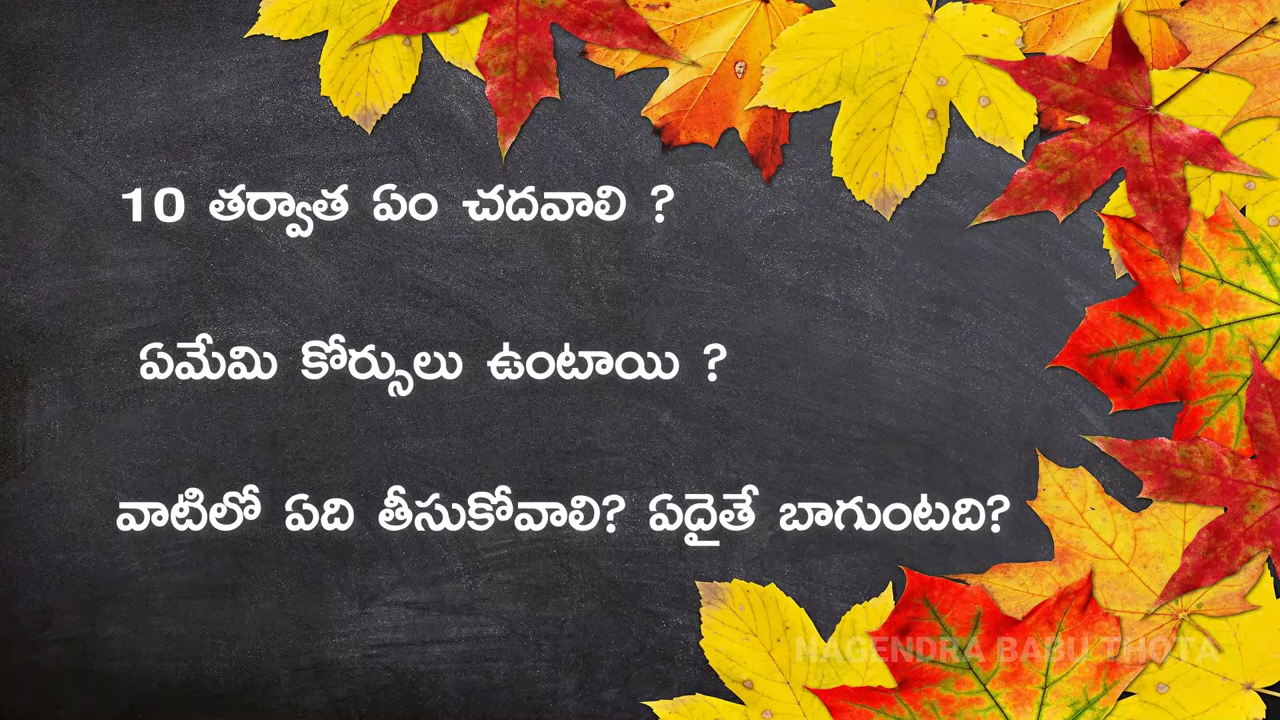 10 తర్వాత ఏం చదవాలి ?
ఏమేమి కోర్సులు ఉంటాయి ?
వాటిలో ఏది తీసుకోవాలి? ఏదైతే బాగుంటది?
NAGENDRA BABU THOTA